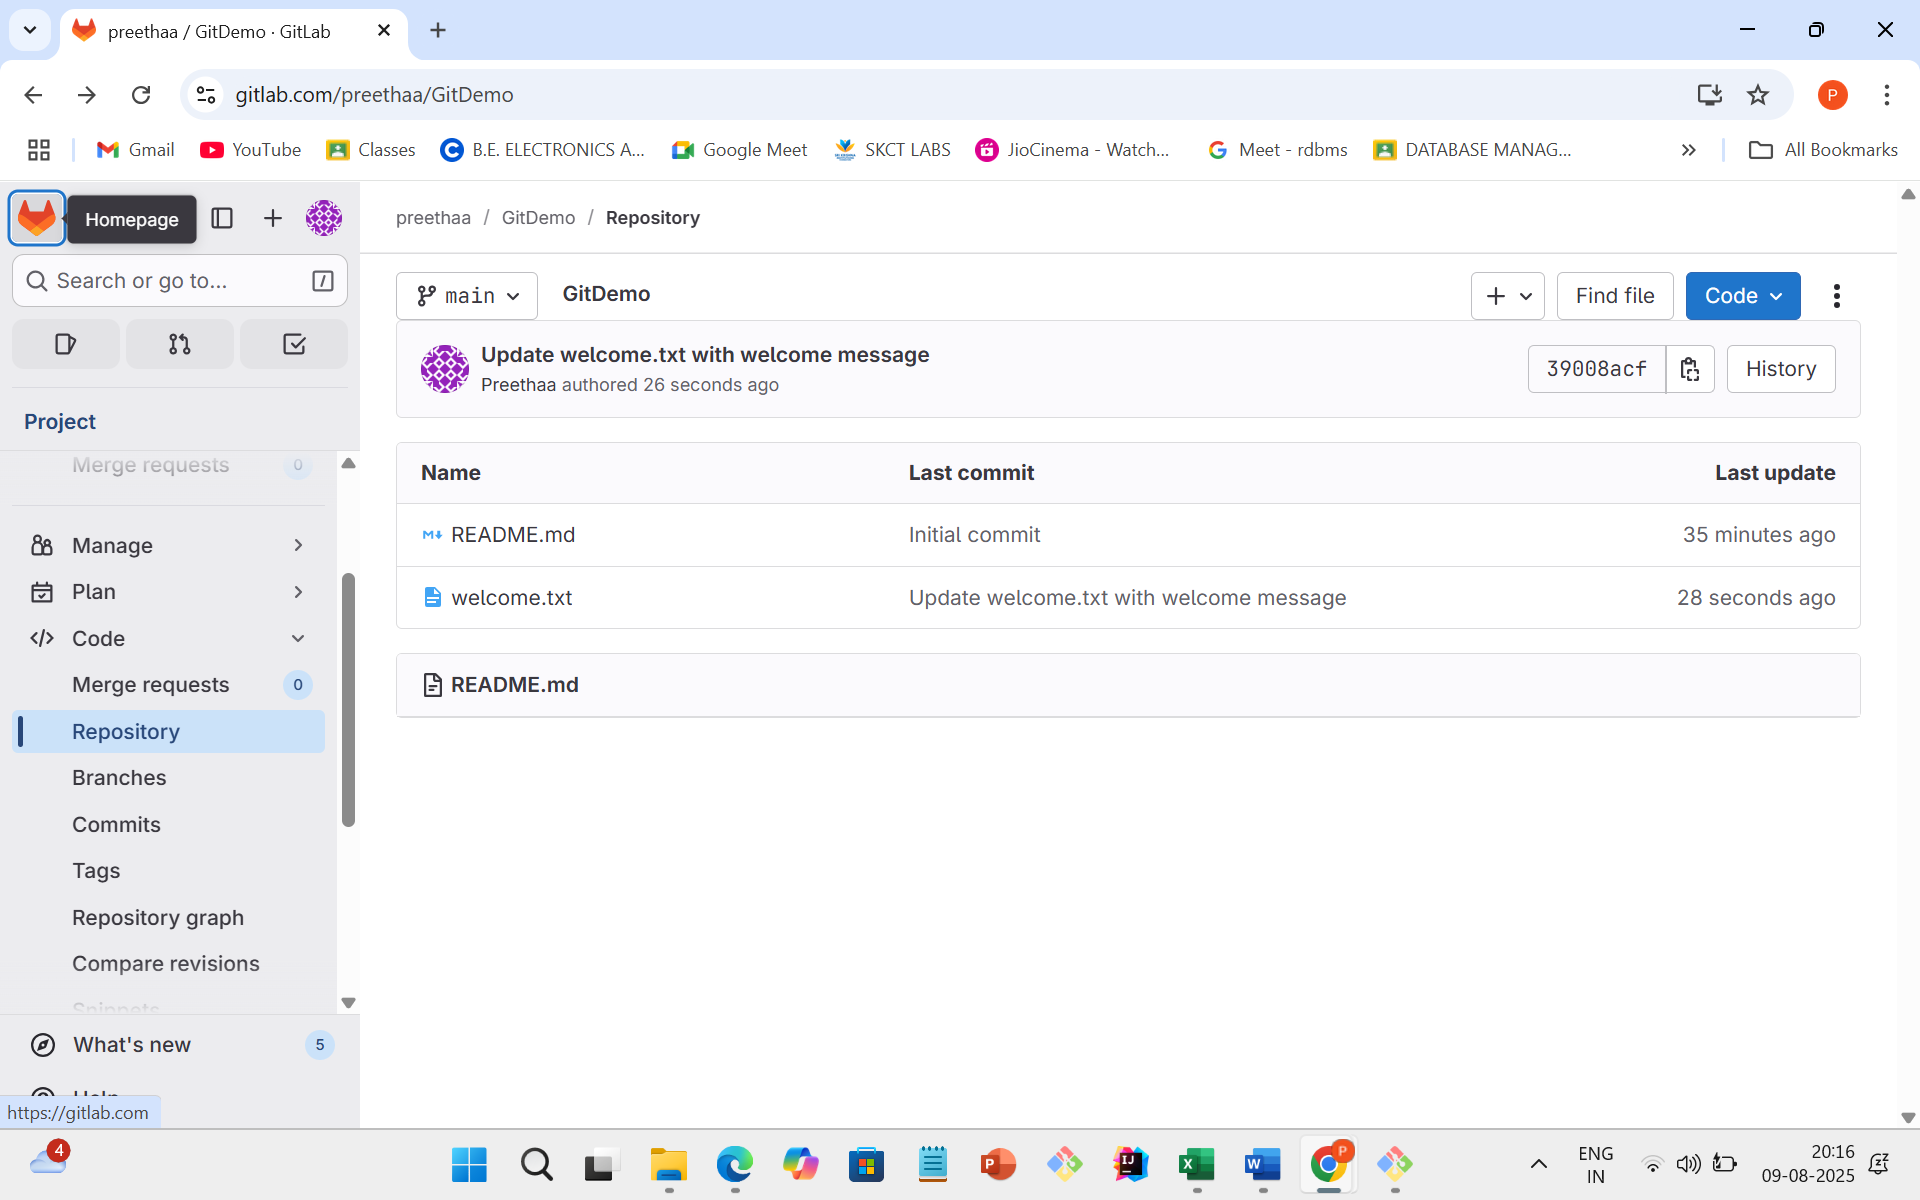 preethaa / GitDemo · GitLab
gitlab.com/preethaa/GitDemo
P
Gmail
YouTube
Classes
B.E. ELECTRONICS A...
Google Meet
SKCT LABS
JioCinema - Watch...
Meet - rdbms
DATABASE MANAG...
All Bookmarks
Homepage
preethaa / GitDemo / Repository
Search or go to... /
main
GitDemo
Find file
Code
Update welcome.txt with welcome message
Preethaa authored 26 seconds ago
39008acf
History
Project
Merge requests 0
Manage
Plan
Code
Merge requests 0
Repository
Branches
Commits
Tags
Repository graph
Compare revisions
Snippets
What's new 5
Help
https://gitlab.com
Name Last commit Last update
README.md Initial commit 35 minutes ago
welcome.txt Update welcome.txt with welcome message 28 seconds ago
README.md
4
ENG
IN
20:16
09-08-2025